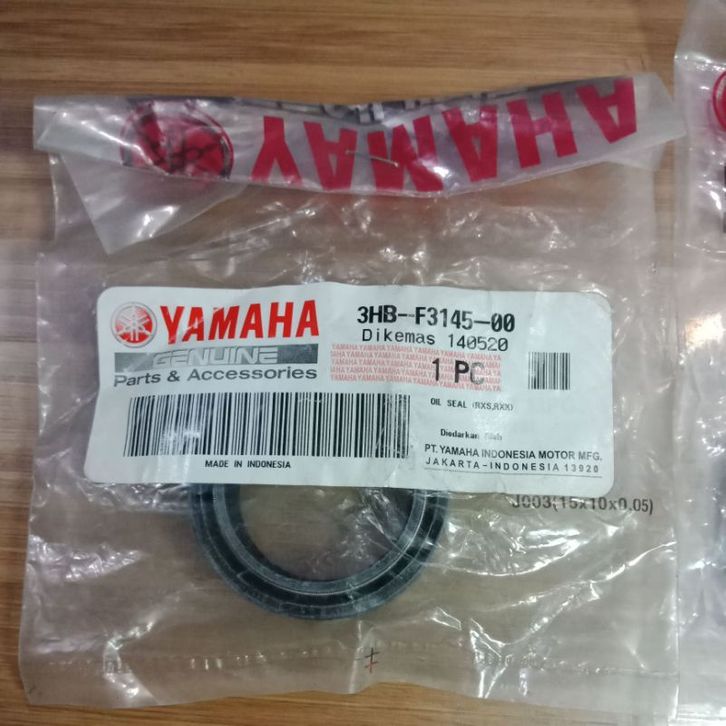 YAMAHA
YAMAHA
GENUINE
Parts & Accessories
MADE IN INDONESIA
3HB-F3145-00
Dikemas 140520
1 PC
OIL SEAL (RXS,RXX)
Diedarkan Oleh
PT. YAMAHA INDONESIA MOTOR MFG.
JAKARTA-INDONESIA 13920
J003(15x10x0.05)